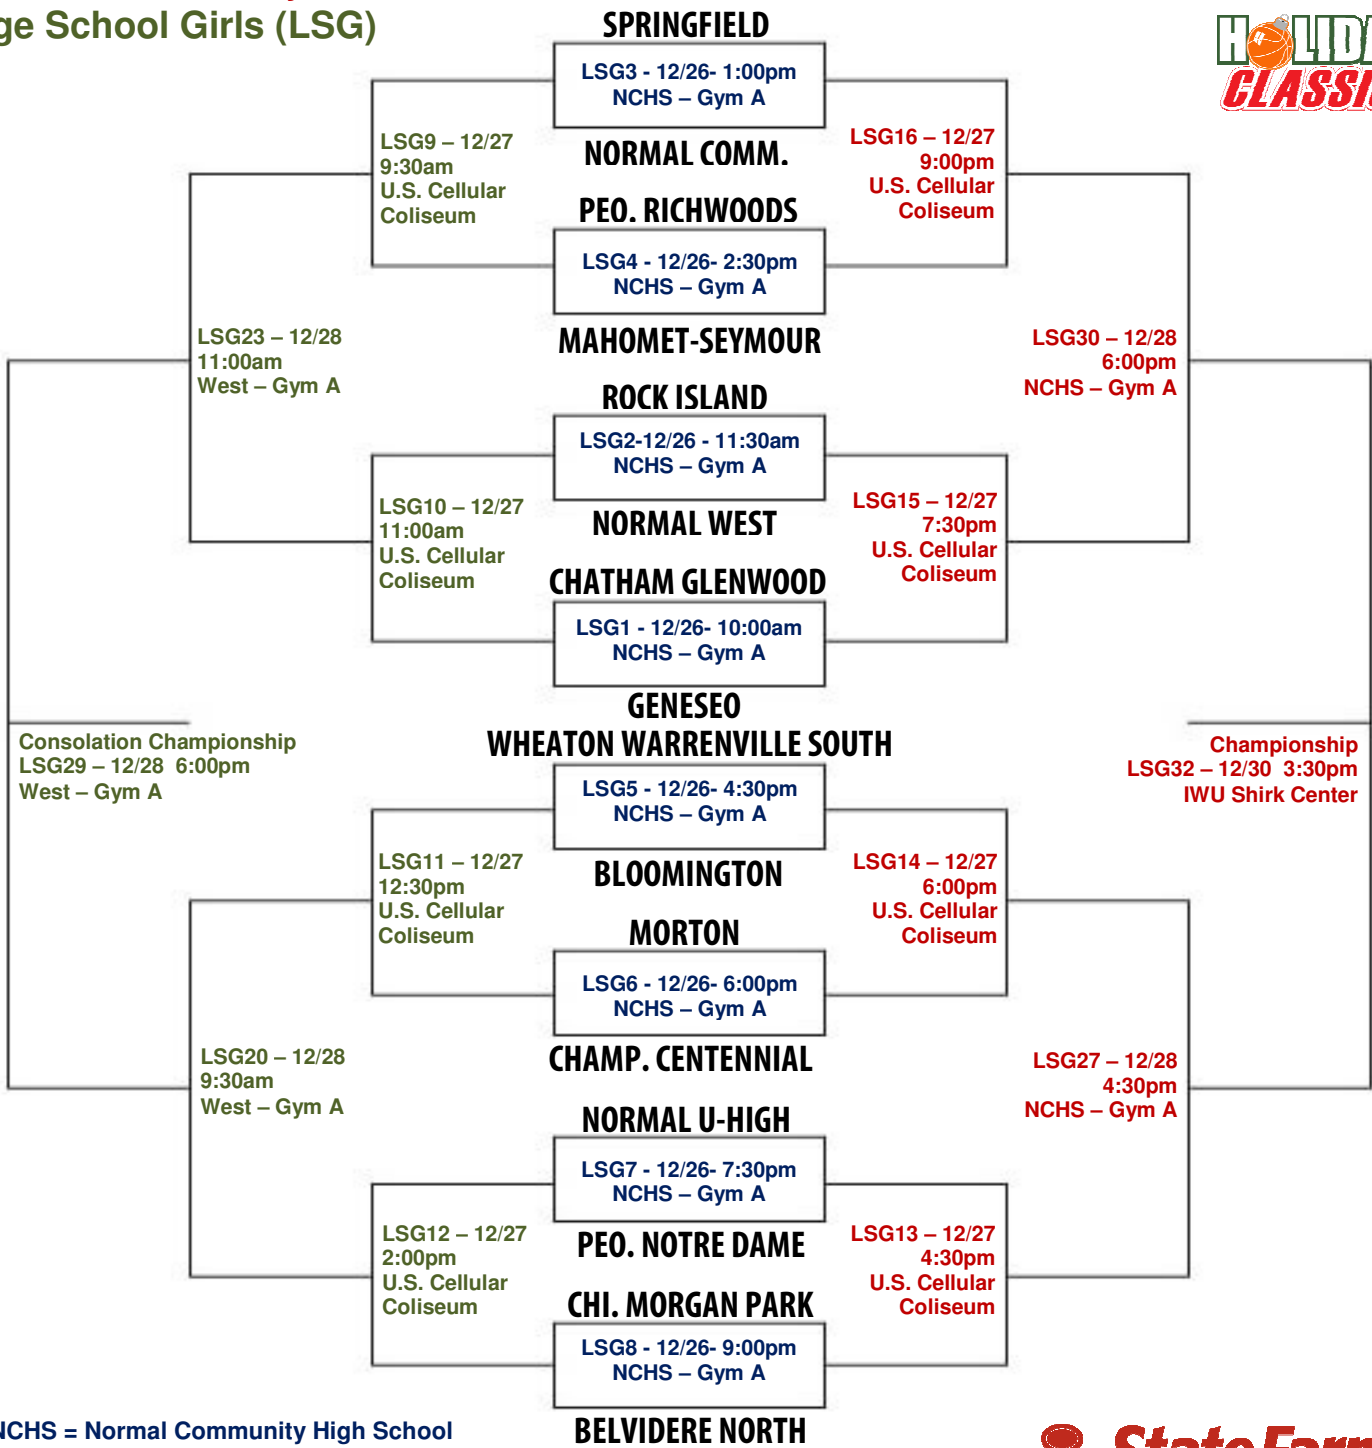 School Girls (LSG)
SPRINGFIELD
LSG3 - 12/26- 1:00pm
NCHS – Gym A
NORMAL COMM.
LSG9 – 12/27
9:30am
U.S. Cellular
Coliseum
LSG16 – 12/27
9:00pm
U.S. Cellular
Coliseum
PEO. RICHWOODS
LSG4 - 12/26- 2:30pm
NCHS – Gym A
MAHOMET-SEYMOUR
LSG23 – 12/28
11:00am
West – Gym A
LSG30 – 12/28
6:00pm
NCHS – Gym A
ROCK ISLAND
LSG2-12/26 - 11:30am
NCHS – Gym A
NORMAL WEST
LSG10 – 12/27
11:00am
U.S. Cellular
Coliseum
LSG15 – 12/27
7:30pm
U.S. Cellular
Coliseum
CHATHAM GLENWOOD
LSG1 - 12/26- 10:00am
NCHS – Gym A
GENESEO
Consolation Championship
LSG29 – 12/28 6:00pm
West – Gym A
Championship
LSG32 – 12/30 3:30pm
IWU Shirk Center
WHEATON WARRENVILLE SOUTH
LSG5 - 12/26- 4:30pm
NCHS – Gym A
BLOOMINGTON
LSG11 – 12/27
12:30pm
U.S. Cellular
Coliseum
LSG14 – 12/27
6:00pm
U.S. Cellular
Coliseum
MORTON
LSG6 - 12/26- 6:00pm
NCHS – Gym A
CHAMP. CENTENNIAL
LSG20 – 12/28
9:30am
West – Gym A
LSG27 – 12/28
4:30pm
NCHS – Gym A
NORMAL U-HIGH
LSG7 - 12/26- 7:30pm
NCHS – Gym A
PEO. NOTRE DAME
LSG12 – 12/27
2:00pm
U.S. Cellular
Coliseum
LSG13 – 12/27
4:30pm
U.S. Cellular
Coliseum
CHI. MORGAN PARK
LSG8 - 12/26- 9:00pm
NCHS – Gym A
BELVIDERE NORTH
NCHS = Normal Community High School
State Farm